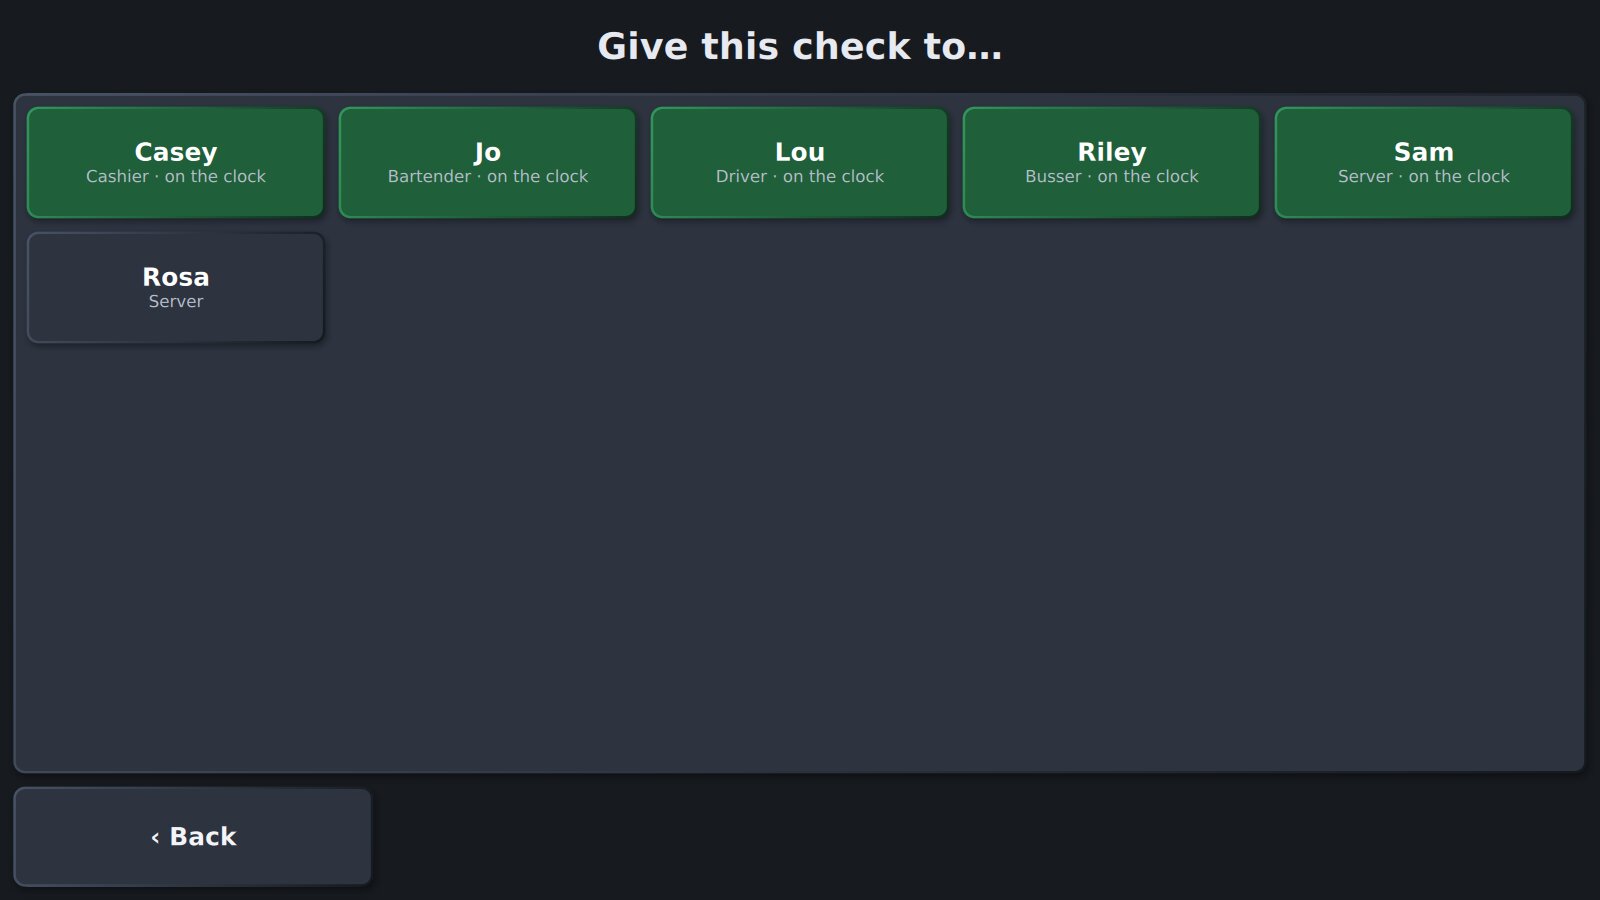 Give this check to…
Casey
Cashier · on the clock
Jo
Bartender · on the clock
Lou
Driver · on the clock
Riley
Busser · on the clock
Sam
Server · on the clock
Rosa
Server
‹ Back